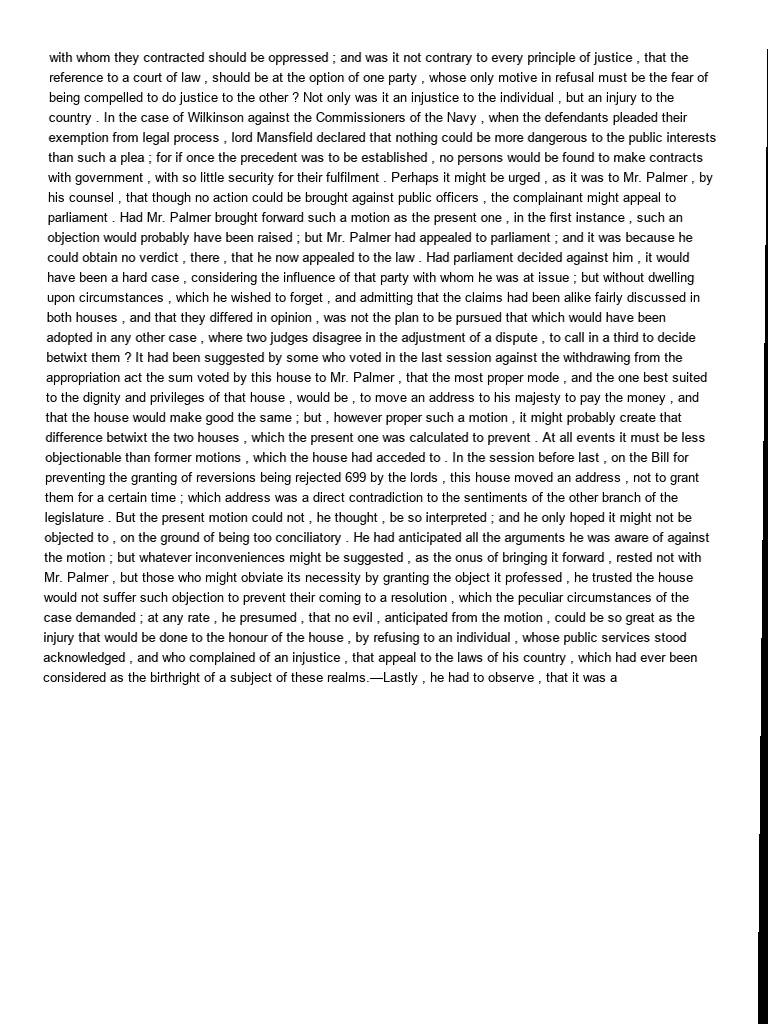 with whom they contracted should be oppressed ; and was it not contrary to every principle of justice , that the
reference to a court of law , should be at the option of one party , whose only motive in refusal must be the fear of
being compelled to do justice to the other ? Not only was it an injustice to the individual , but an injury to the
country . In the case of Wilkinson against the Commissioners of the Navy , when the defendants pleaded their
exemption from legal process , lord Mansfield declared that nothing could be more dangerous to the public interests
than such a plea ; for if once the precedent was to be established , no persons would be found to make contracts
with government , with so little security for their fulfilment . Perhaps it might be urged , as it was to Mr. Palmer , by
his counsel , that though no action could be brought against public officers , the complainant might appeal to
parliament . Had Mr. Palmer brought forward such a motion as the present one , in the first instance , such an
objection would probably have been raised ; but Mr. Palmer had appealed to parliament ; and it was because he
could obtain no verdict , there , that he now appealed to the law . Had parliament decided against him , it would
have been a hard case , considering the influence of that party with whom he was at issue ; but without dwelling
upon circumstances , which he wished to forget , and admitting that the claims had been alike fairly discussed in
both houses , and that they differed in opinion , was not the plan to be pursued that which would have been
adopted in any other case , where two judges disagree in the adjustment of a dispute , to call in a third to decide
betwixt them ? It had been suggested by some who voted in the last session against the withdrawing from the
appropriation act the sum voted by this house to Mr. Palmer , that the most proper mode , and the one best suited
to the dignity and privileges of that house , would be , to move an address to his majesty to pay the money , and
that the house would make good the same ; but , however proper such a motion , it might probably create that
difference betwixt the two houses , which the present one was calculated to prevent . At all events it must be less
objectionable than former motions , which the house had acceded to . In the session before last , on the Bill for
preventing the granting of reversions being rejected 699 by the lords , this house moved an address , not to grant
them for a certain time ; which address was a direct contradiction to the sentiments of the other branch of the
legislature . But the present motion could not , he thought , be so interpreted ; and he only hoped it might not be
objected to , on the ground of being too conciliatory . He had anticipated all the arguments he was aware of against
the motion ; but whatever inconveniences might be suggested , as the onus of bringing it forward , rested not with
Mr. Palmer , but those who might obviate its necessity by granting the object it professed , he trusted the house
would not suffer such objection to prevent their coming to a resolution , which the peculiar circumstances of the
case demanded ; at any rate , he presumed , that no evil , anticipated from the motion , could be so great as the
injury that would be done to the honour of the house , by refusing to an individual , whose public services stood
acknowledged , and who complained of an injustice , that appeal to the laws of his country , which had ever been
considered as the birthright of a subject of these realms.—Lastly , he had to observe , that it was a